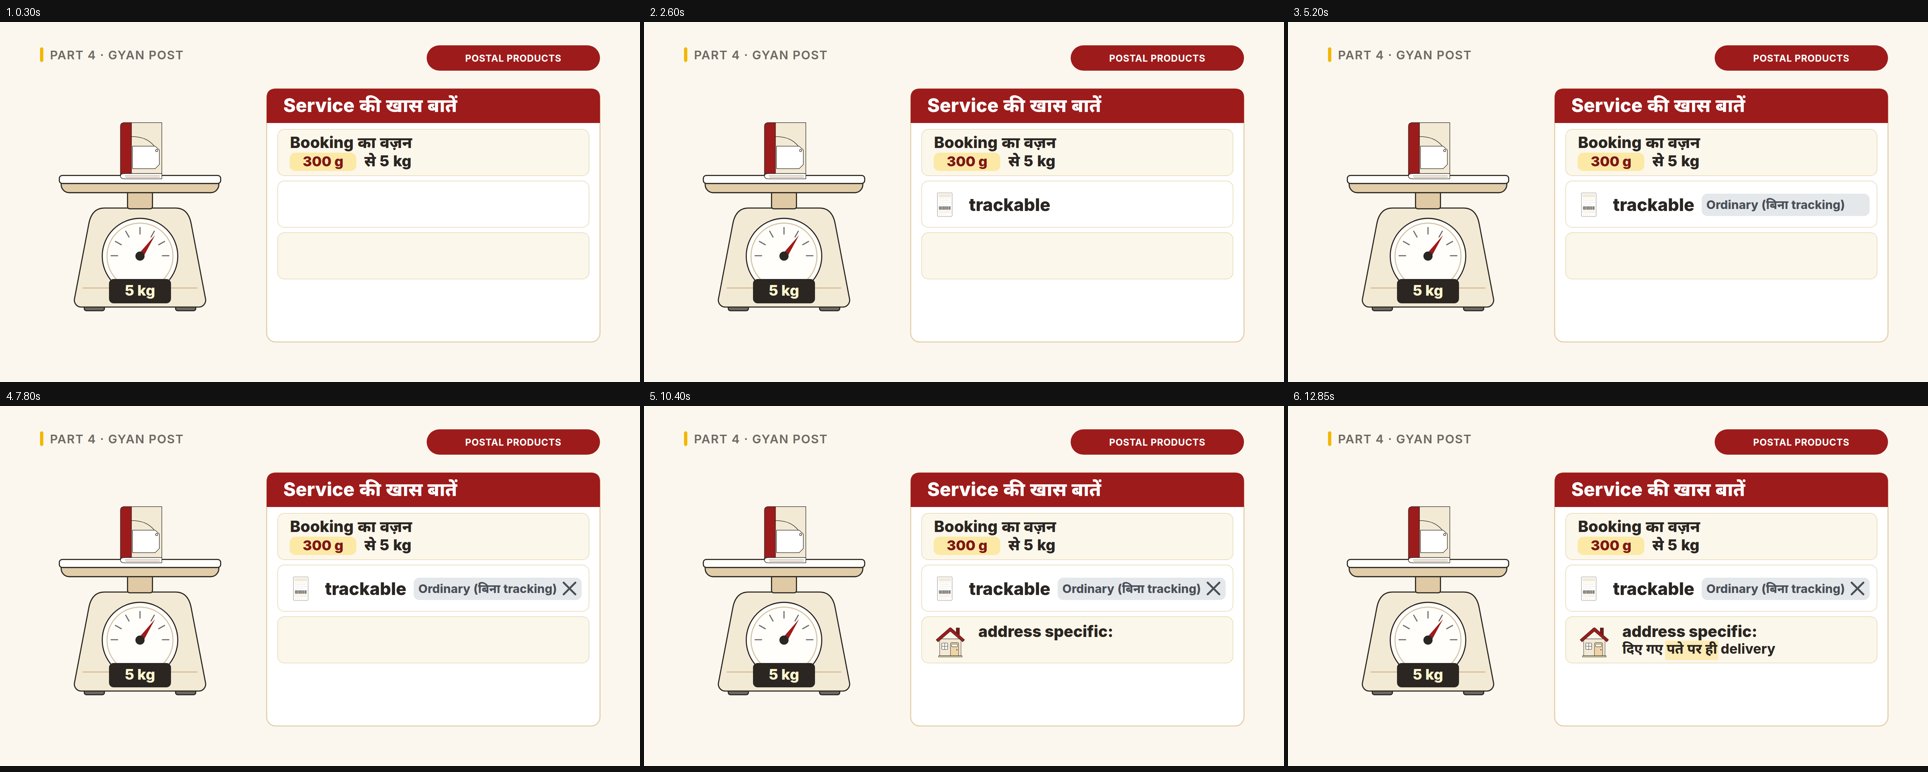 1. 0.30s
PART 4 · GYAN POST
POSTAL PRODUCTS
Service की खास बातें
Booking का वज़न
300 g से 5 kg
5 kg
2. 2.60s
PART 4 · GYAN POST
POSTAL PRODUCTS
Service की खास बातें
Booking का वज़न
300 g से 5 kg
trackable
5 kg
3. 5.20s
PART 4 · GYAN POST
POSTAL PRODUCTS
Service की खास बातें
Booking का वज़न
300 g से 5 kg
trackable Ordinary (बिना tracking)
5 kg
4. 7.80s
PART 4 · GYAN POST
POSTAL PRODUCTS
Service की खास बातें
Booking का वज़न
300 g से 5 kg
trackable Ordinary (बिना tracking)
5 kg
5. 10.40s
PART 4 · GYAN POST
POSTAL PRODUCTS
Service की खास बातें
Booking का वज़न
300 g से 5 kg
trackable Ordinary (बिना tracking)
address specific:
5 kg
6. 12.85s
PART 4 · GYAN POST
POSTAL PRODUCTS
Service की खास बातें
Booking का वज़न
300 g से 5 kg
trackable Ordinary (बिना tracking)
address specific:
दिए गए पते पर ही delivery
5 kg